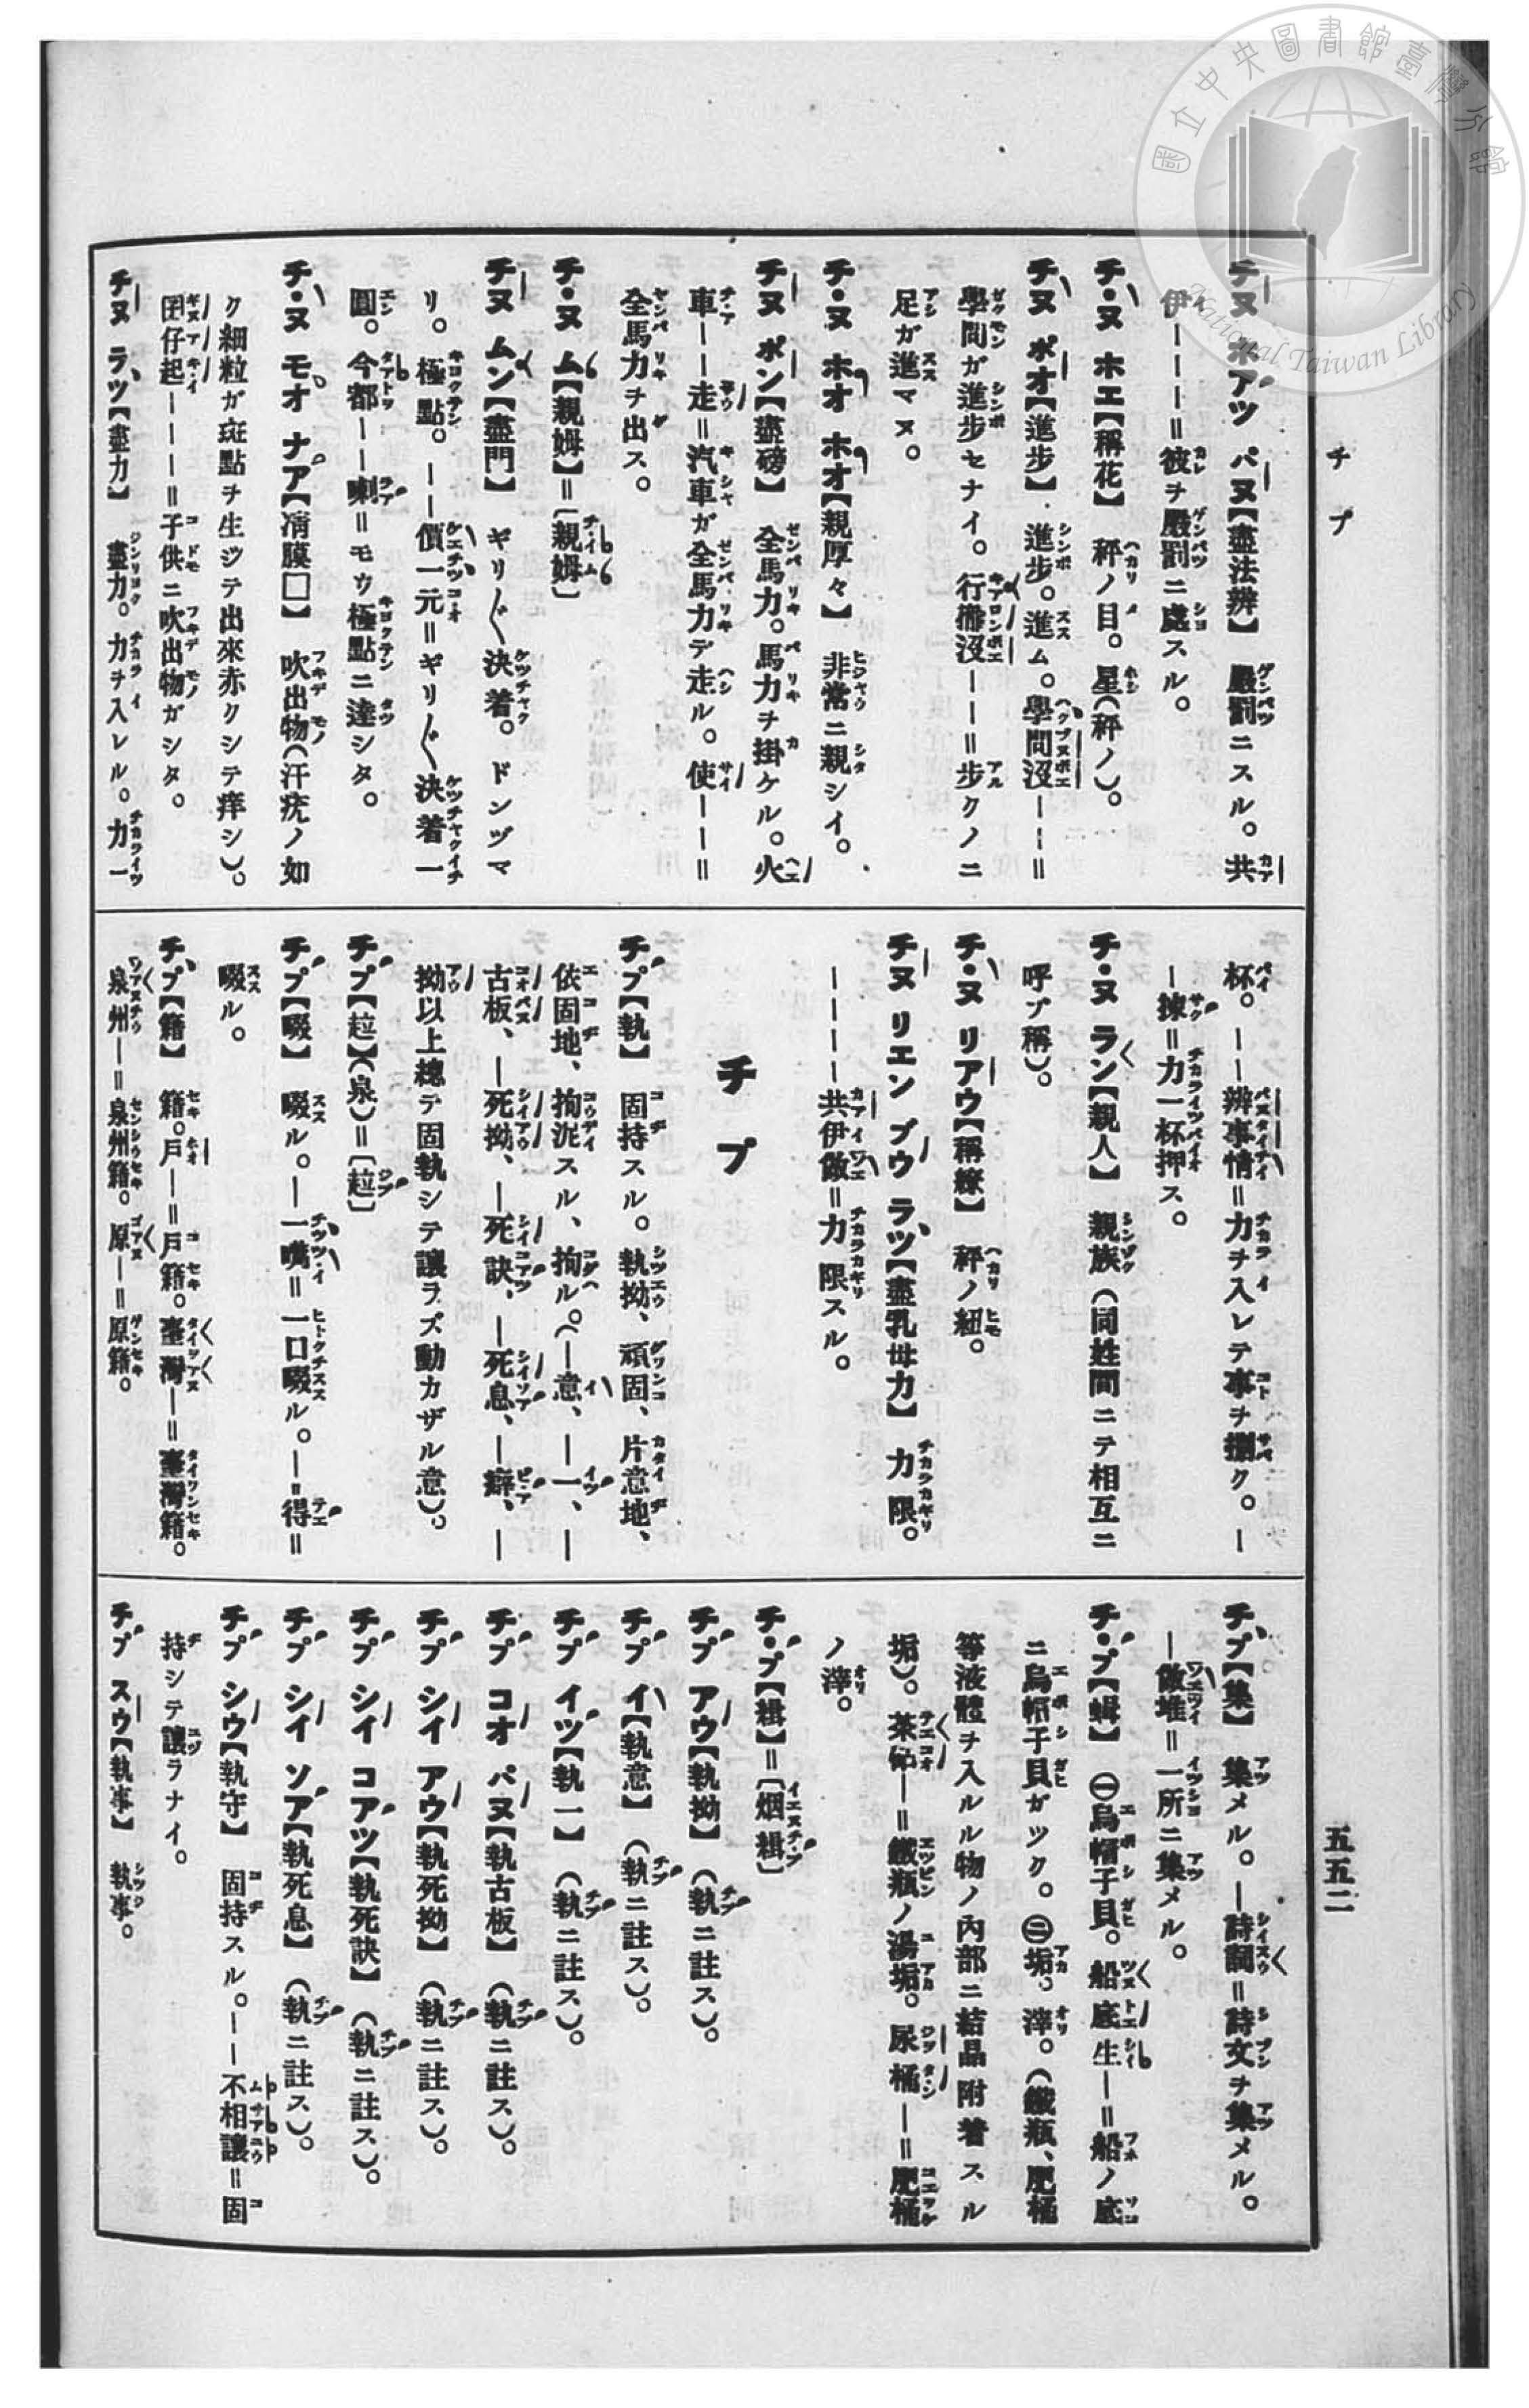 國立中央圖書館臺灣分館
National Taiwan Library
チプ
五五二
チヌ ホアツ パヌ【盡法辦】 嚴罰ニスル。共
伊ーーー=彼ヲ嚴罰ニ處スル。
チ・ヌ ホエ【稱花】 秤ノ目。星(秤ノ)。
チヌ ポオ【進步】. 進步。進ム。學問沒ーー=
學問ガ進步セナイ。行䆀沒ーー=步クノニ
足ガ進マヌ。
チ・ヌ ホオ ホオ【親厚々】 非常ニ親シイ。
チヌ ポン【盡磅】 全馬力。馬力ヲ掛ケル。火
車ーー走=汽車ガ全馬力デ走ル。使ーー=
全馬力ヲ出ス。
チ・ヌ ム【親姆】=〔親姆〕
チヌ ムン【盡門】 ギリ〱決着。ドンヅマ
リ。極點。ーー價一元=ギリ〱決着一
圓。今都ーー喇=モウ極點ニ達シタ。
チ・ヌ モオ ナア【凊膜□】 吹出物(汗疣ノ如
ク細粒ガ斑點ヲ生ジテ出來赤クシテ痒シ)。
囝仔起ーーー=子供ニ吹出物ガシタ。
チヌ ラツ【盡力】 盡力。力ヲ入レル。力一
杯。ーー辨事情=力ヲ入レテ事ヲ捌ク。ー
ー揀=力一杯押ス。
チ・ヌ ラン【親人】 親族(同姓間ニテ相互ニ
呼ブ稱)。
チ・ヌ リアウ【稱繚】 秤ノ紐。
チヌ リエン ブウ ラツ【盡乳母力】 力限。
ーーーー共伊做=力限スル。
チプ
チプ【執】 固持スル。執拗、頑固、片意地、
依固地、拘泥スル、拘ル。(ー意、ー一、ー
古板、ー死拗、ー死訣、ー死息、ー癖、ー
拗以上總テ固執シテ讓ラズ動カザル意)。
チプ【㕸】(泉)=〔㕸〕
チプ【啜】 啜ル。ー一嘴=一口啜ル。ー得=
啜ル。
チプ【籍】 籍。戶ー=戶籍。臺灣ー=臺灣籍。
泉州ー=泉州籍。原ー=原籍。
チプ【集】 集メル。ー詩詞=詩文ヲ集メル。
ー做堆=一所ニ集メル。
チ・プ【蝍】 ㊀烏帽子貝。船底生ー=船ノ底
ニ烏帽子貝ガツク。㊁垢。滓。(鐵瓶、肥桶
等液體ヲ入ルル物ノ內部ニ結晶附着スル
垢)。茶鈷ー=鐵瓶ノ湯垢。尿桶ー=肥桶
ノ滓。
チ・プ【緝】=〔烟緝〕
チプ アウ【執拗】 (執ニ註ス)。
チプ イ【執意】 (執ニ註ス)。
チプ イツ【執一】 (執ニ註ス)。
チプ コオ パヌ【執古板】 (執ニ註ス)。
チプ シイ アウ【執死拗】 (執ニ註ス)。
チプ シイ コアツ【執死訣】 (執ニ註ス)。
チプ シイ ソア【執死息】 (執ニ註ス)。
チプ シウ【執守】 固持スル。ーー不相讓=固
持シテ讓ラナイ。
チプ スウ【執事】 執事。